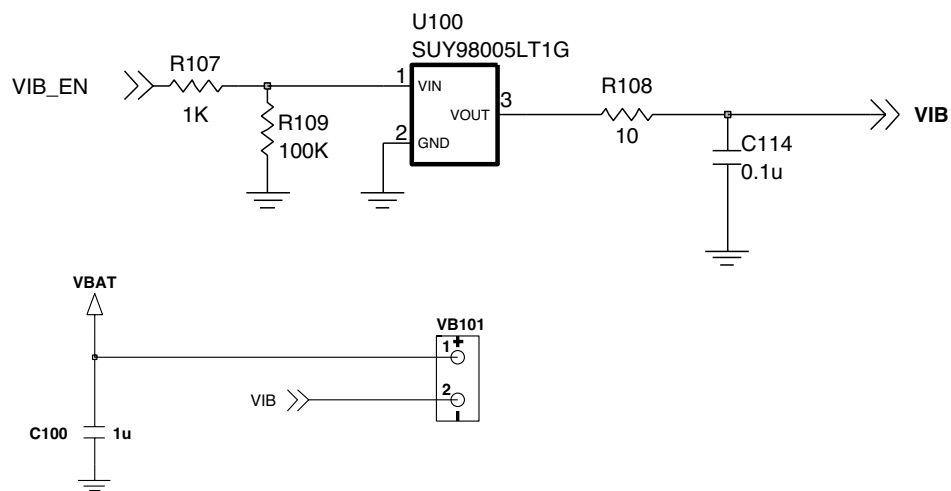 U100
SUY98005LT1G
VIB_EN
R107
1K
R109
100K
1
VIN
2
GND
VOUT
3
R108
10
VIB
C114
0.1u
VBAT
VB101
1
+
VIB
2
-
C100
1u